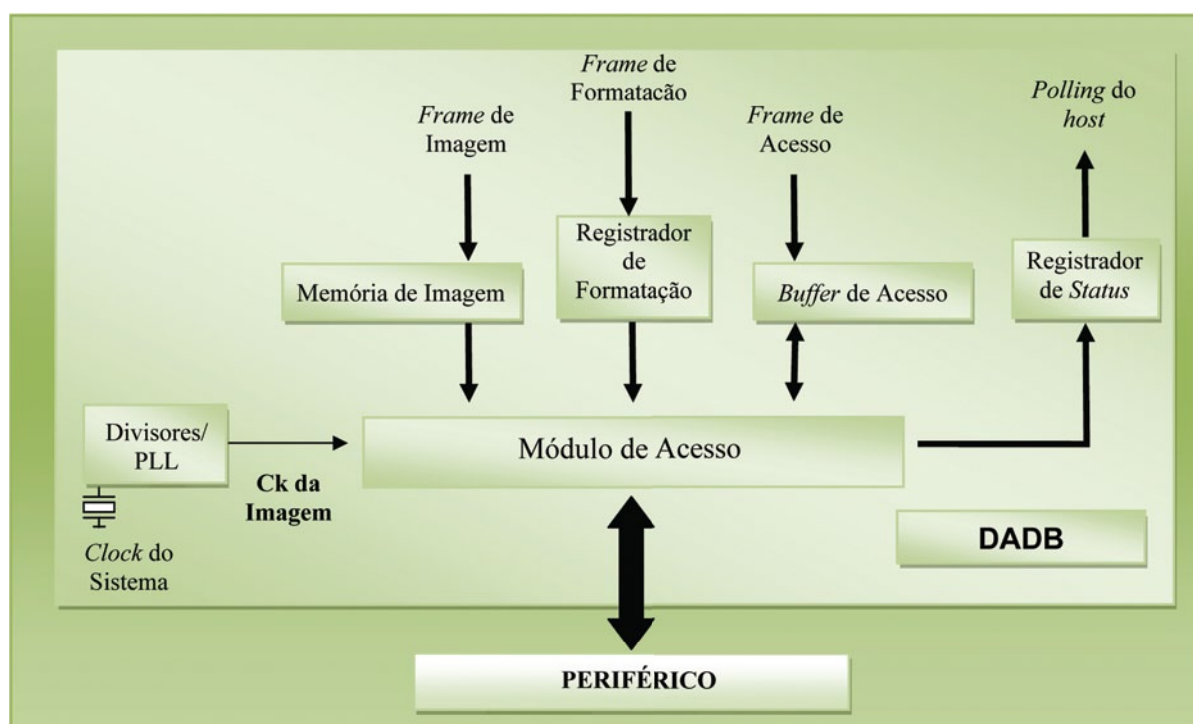 Frame de
Formatacão
Frame de
Imagem
Frame de
Acesso
Polling do
host
Memória de Imagem
Registrador
de
Formatação
Buffer de Acesso
Registrador
de Status
Divisores/
PLL
Ck da
Imagem
Módulo de Acesso
Clock do
Sistema
DADB
PERIFÉRICO